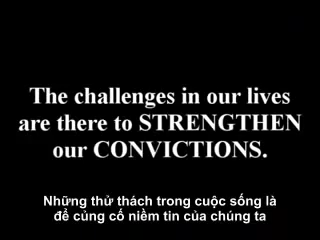 The challenges in our lives
are there to STRENGTHEN
our CONVICTIONS.
Những thử thách trong cuộc sống là
để củng cố niềm tin của chúng ta